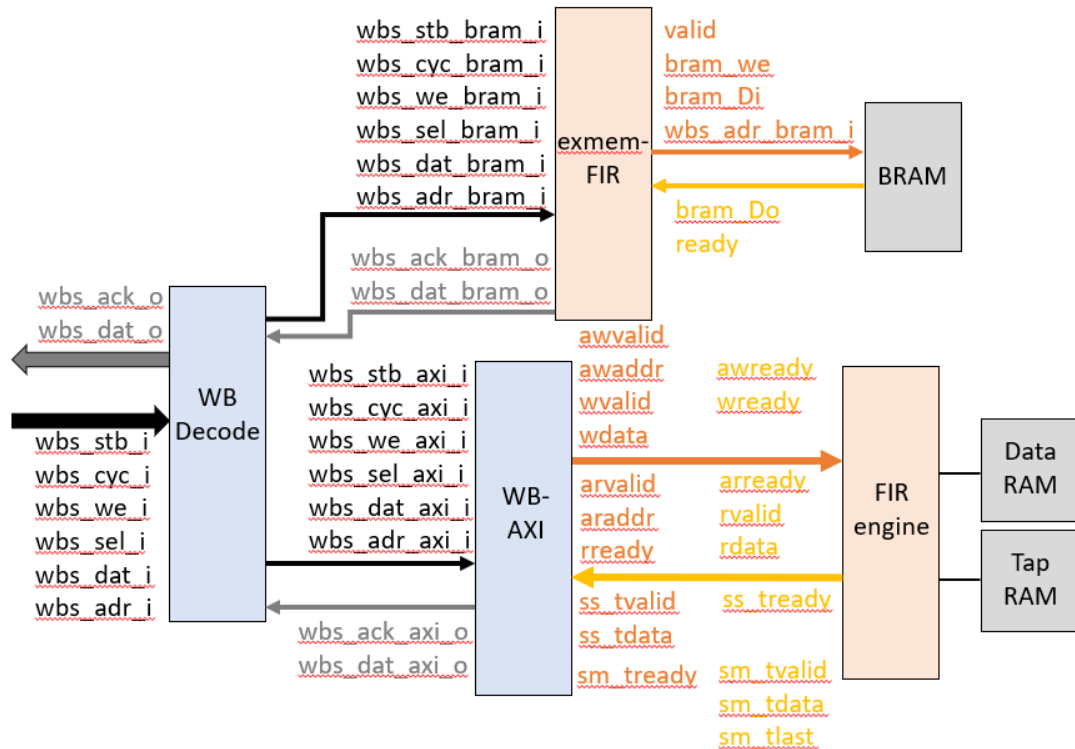 wbs_stb_bram_i
wbs_cyc_bram_i
wbs_we_bram_i
wbs_sel_bram_i
wbs_dat_bram_i
wbs_adr_bram_i
exmem-
FIR
valid
bram_we
bram_Di
wbs_adr_bram_i
BRAM
bram_Do
ready
wbs_ack_bram_o
wbs_dat_bram_o
wbs_ack_o
wbs_dat_o
WB
Decode
wbs_stb_i
wbs_cyc_i
wbs_we_i
wbs_sel_i
wbs_dat_i
wbs_adr_i
wbs_stb_axi_i
wbs_cyc_axi_i
wbs_we_axi_i
wbs_sel_axi_i
wbs_dat_axi_i
wbs_adr_axi_i
wbs_ack_axi_o
wbs_dat_axi_o
WB-
AXI
awvalid
awaddr
wvalid
wdata
arvalid
araddr
rready
ss_tvalid
ss_tdata
sm_tready
awready
wready
arready
rvalid
rdata
ss_tready
sm_tvalid
sm_tdata
sm_tlast
FIR
engine
Data
RAM
Tap
RAM